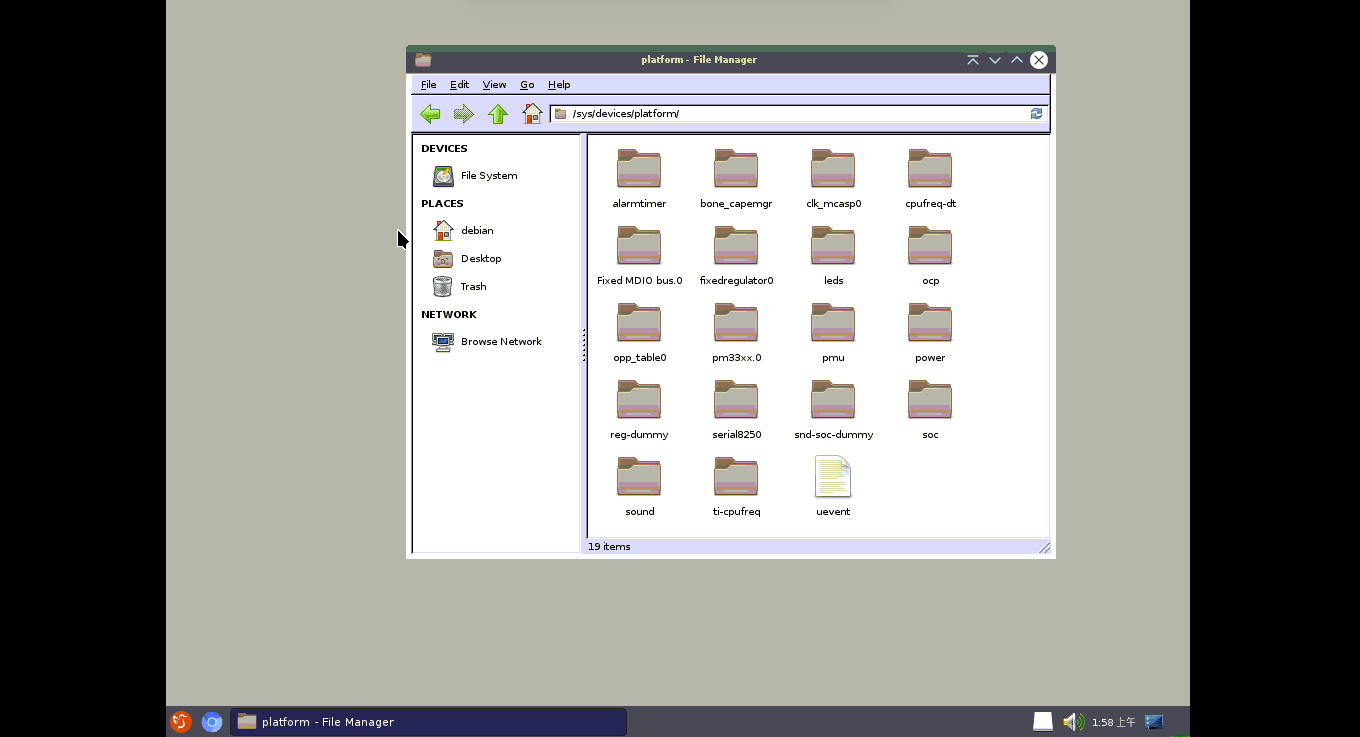 platform - File Manager
File Edit View Go Help
/sys/devices/platform/
DEVICES
File System
PLACES
debian
Desktop
Trash
NETWORK
Browse Network
alarmtimer bone_capemgr clk_mcasp0 cpufreq-dt
Fixed MDIO bus.0 fixedregulator0 leds ocp
opp_table0 pm33xx.0 pmu power
reg-dummy serial8250 snd-soc-dummy soc
sound ti-cpufreq uevent
19 items
platform - File Manager
1:58 上午